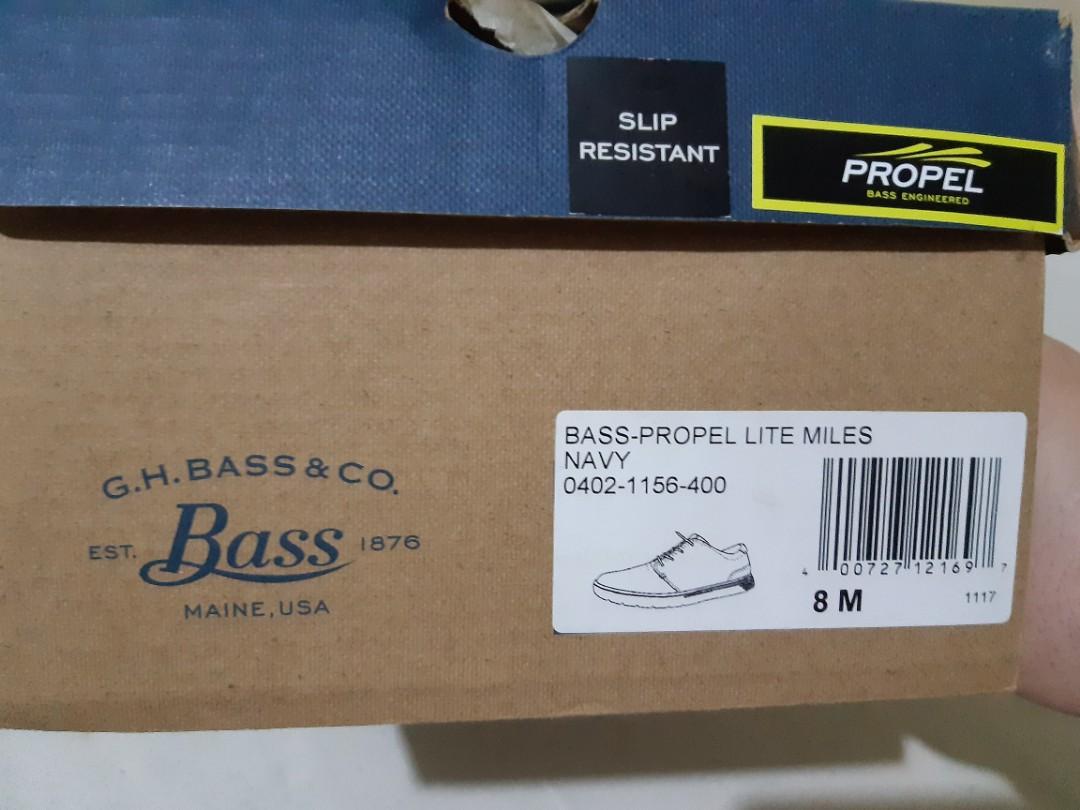 SLIP
RESISTANT
PROPEL
BASS ENGINEERED
G.H. BASS & CO.
EST. Bass 1876
MAINE, USA
BASS-PROPEL LITE MILES
NAVY
0402-1156-400
4 00727 12169 7
8 M 1117